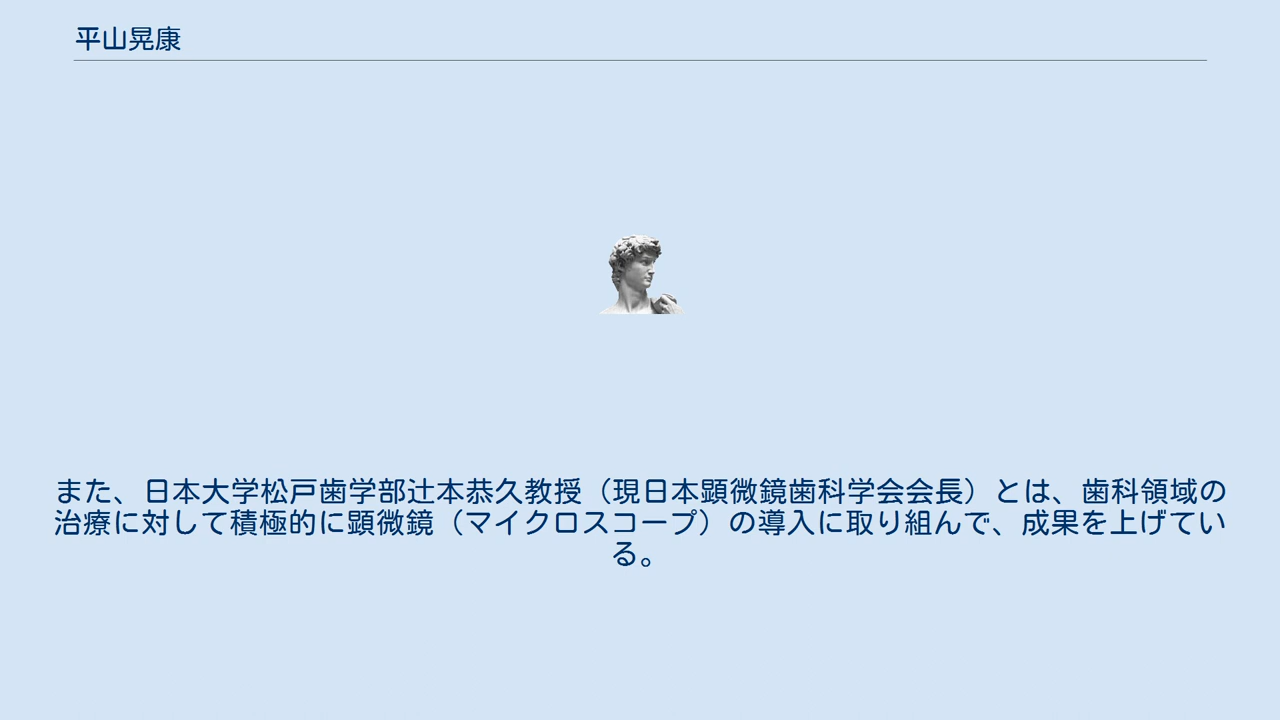 平山晃康
また、日本大学松戸歯学部辻本恭久教授（現日本顕微鏡歯科学会会長）とは、歯科領域の
治療に対して積極的に顕微鏡（マイクロスコープ）の導入に取り組んで、成果を上げてい
る。